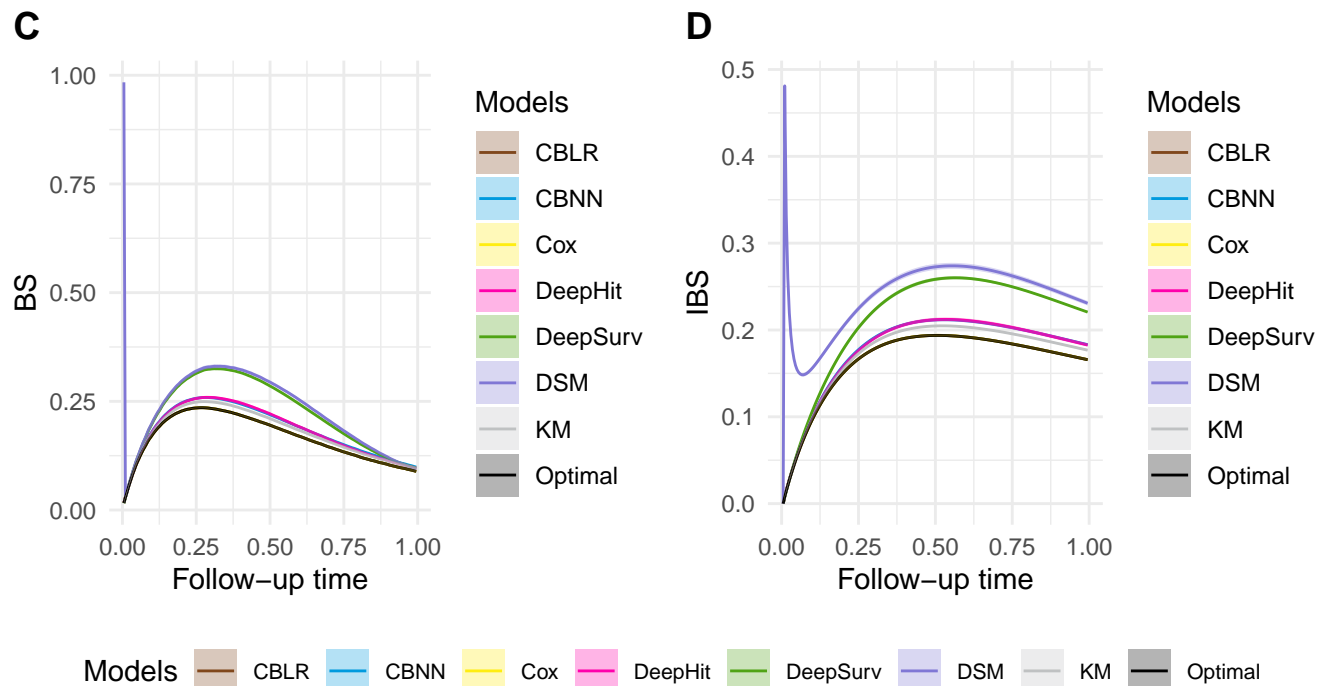 C
BS
1.00
0.75
0.50
0.25
0.00
0.00 0.25 0.50 0.75 1.00
Follow−up time
Models
CBLR
CBNN
Cox
DeepHit
DeepSurv
DSM
KM
Optimal
D
IBS
0.5
0.4
0.3
0.2
0.1
0.0
0.00 0.25 0.50 0.75 1.00
Follow−up time
Models
CBLR
CBNN
Cox
DeepHit
DeepSurv
DSM
KM
Optimal
Models CBLR CBNN Cox DeepHit DeepSurv DSM KM Optimal